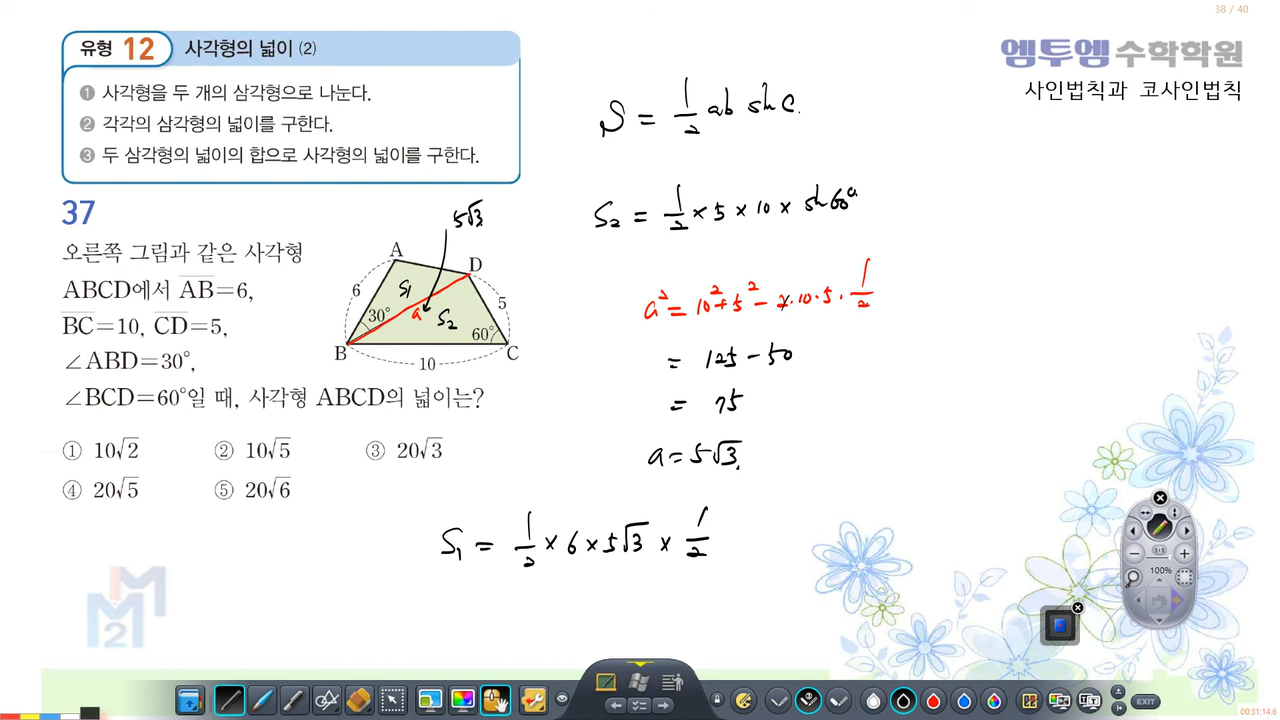 38 / 40
유형 12 사각형의 넓이 (2)
① 사각형을 두 개의 삼각형으로 나눈다.
② 각각의 삼각형의 넓이를 구한다.
③ 두 삼각형의 넓이의 합으로 사각형의 넓이를 구한다.
엠투엠수학학원
사인법칙과 코사인법칙
37
오른쪽 그림과 같은 사각형
ABCD에서 A̅B̅=6,
B̅C̅=10, C̅D̅=5,
∠ABD=30°,
∠BCD=60°일 때, 사각형 ABCD의 넓이는?
① 10√2 ② 10√5 ③ 20√3
④ 20√5 ⑤ 20√6
5√3
A
D
6
S₁
5
30°
a
S₂
60°
B
C
10
S = 1/2 ab sin C.
S₂ = 1/2 × 5 × 10 × sin 60°
a² = 10² + 5² - 2·10·5·1/2
= 125 - 50
= 75
a = 5√3.
S₁ = 1/2 × 6 × 5√3 × 1/2
M2M
1:1
100%
EXIT
00:31:14.6